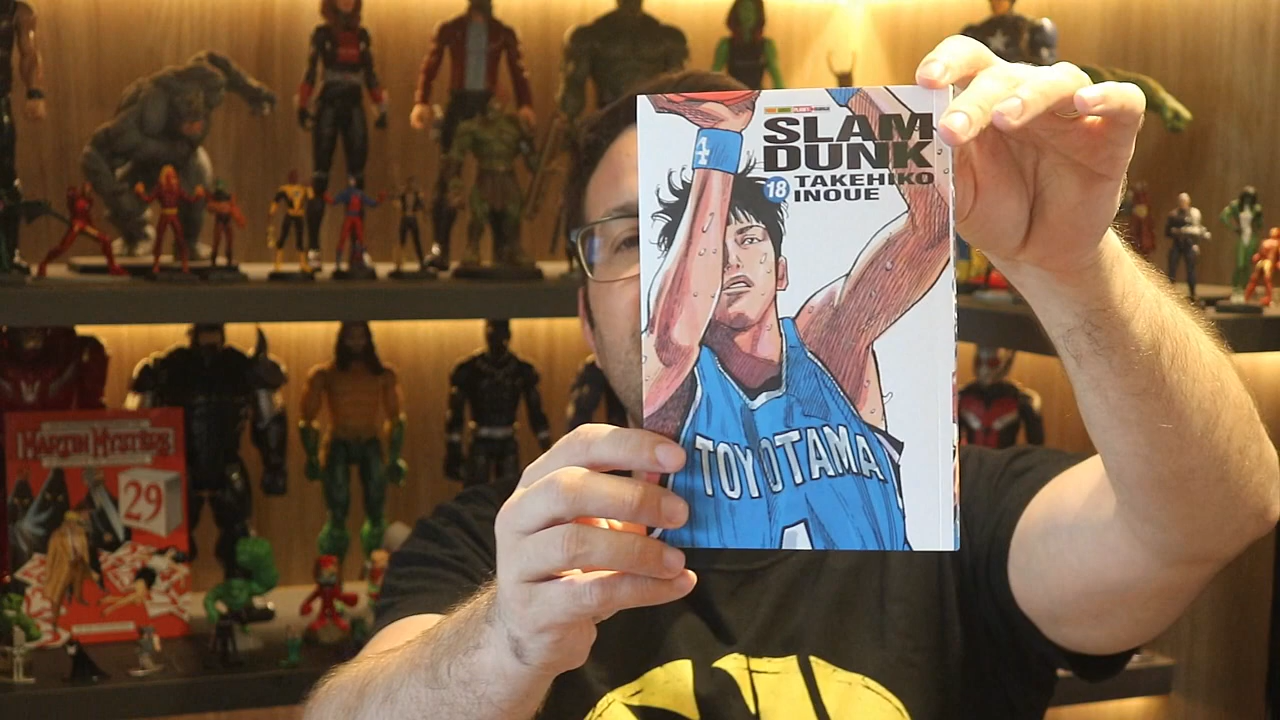 SLAM
DUNK
18 TAKEHIKO
INOUE
4
TOYOTAMA
MARTIN MYSTÈRE
29